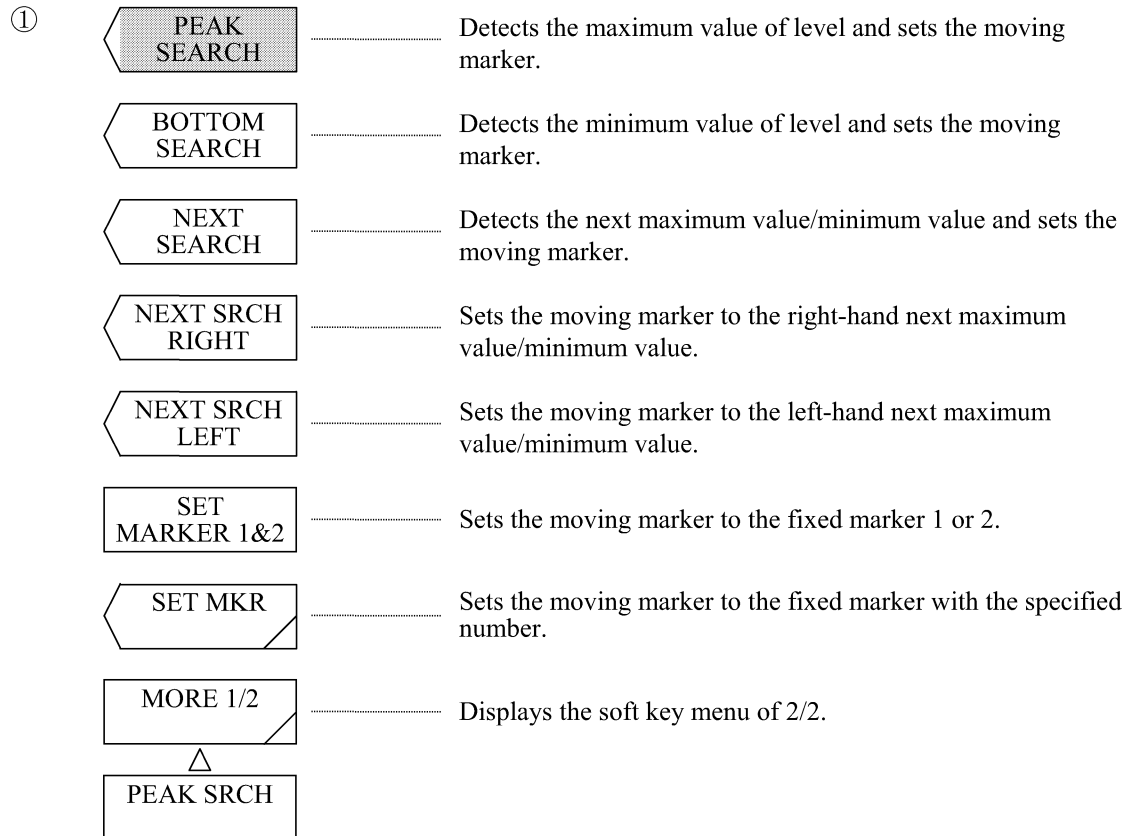 ①
PEAK
SEARCH
Detects the maximum value of level and sets the moving
marker.
BOTTOM
SEARCH
Detects the minimum value of level and sets the moving
marker.
NEXT
SEARCH
Detects the next maximum value/minimum value and sets the
moving marker.
NEXT SRCH
RIGHT
Sets the moving marker to the right-hand next maximum
value/minimum value.
NEXT SRCH
LEFT
Sets the moving marker to the left-hand next maximum
value/minimum value.
SET
MARKER 1&2
Sets the moving marker to the fixed marker 1 or 2.
SET MKR
Sets the moving marker to the fixed marker with the specified
number.
MORE 1/2
Displays the soft key menu of 2/2.
PEAK SRCH